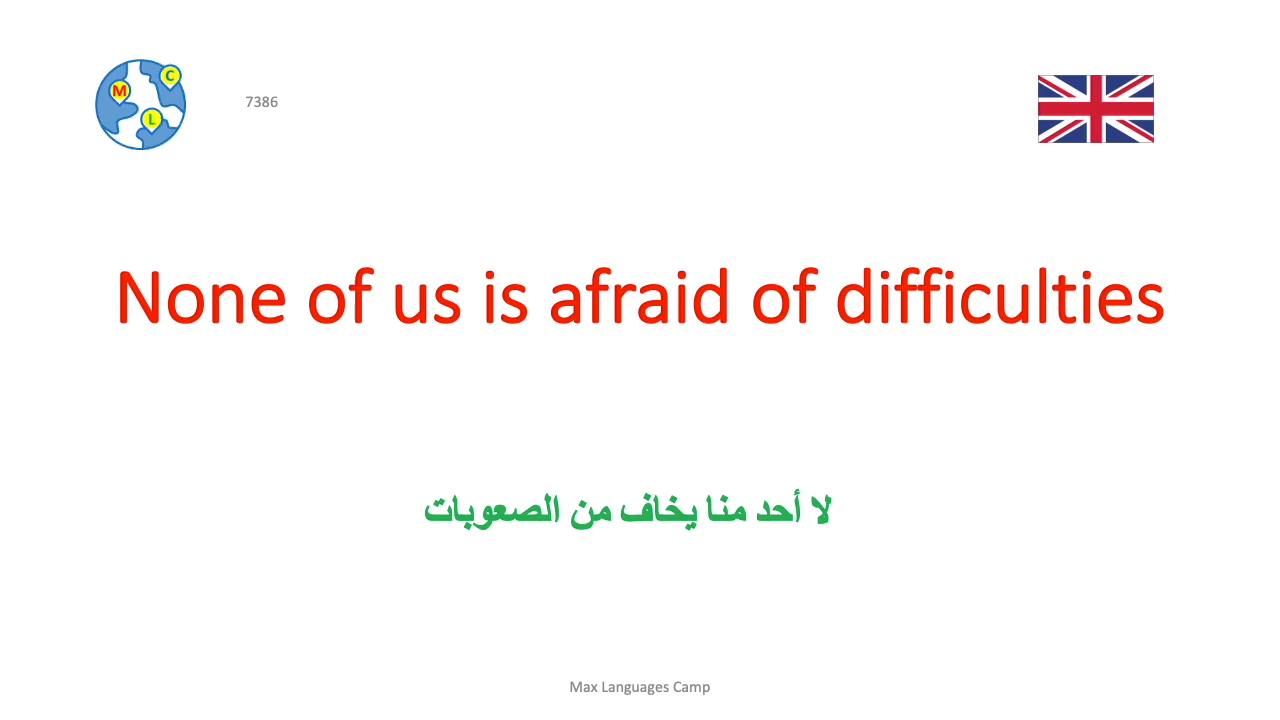 M
C
L
7386
None of us is afraid of difficulties
لا أحد منا يخاف من الصعوبات
Max Languages Camp